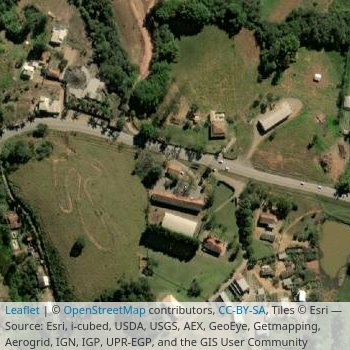 Leaflet | © OpenStreetMap contributors, CC-BY-SA, Tiles © Esri —
Source: Esri, i-cubed, USDA, USGS, AEX, GeoEye, Getmapping,
Aerogrid, IGN, IGP, UPR-EGP, and the GIS User Community